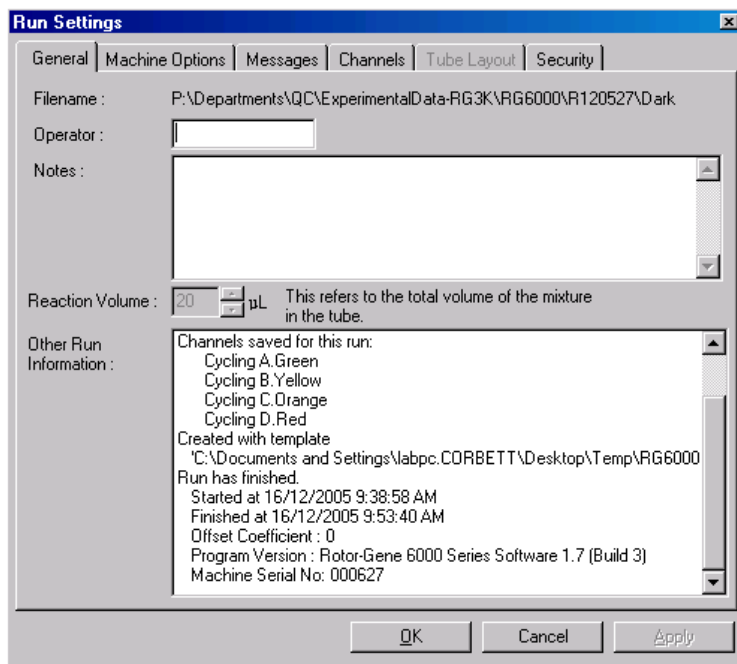 Run Settings
General Machine Options Messages Channels Tube Layout Security
Filename : P:\Departments\QC\ExperimentalData-RG3K\RG6000\R120527\Dark
Operator :
Notes :
Reaction Volume : 20 µL This refers to the total volume of the mixture
in the tube.
Other Run
Information :
Channels saved for this run:
Cycling A.Green
Cycling B.Yellow
Cycling C.Orange
Cycling D.Red
Created with template
'C:\Documents and Settings\labpc.CORBETT\Desktop\Temp\RG6000
Run has finished.
Started at 16/12/2005 9:38:58 AM
Finished at 16/12/2005 9:53:40 AM
Offset Coefficient : 0
Program Version : Rotor-Gene 6000 Series Software 1.7 (Build 3)
Machine Serial No: 000627
OK Cancel Apply